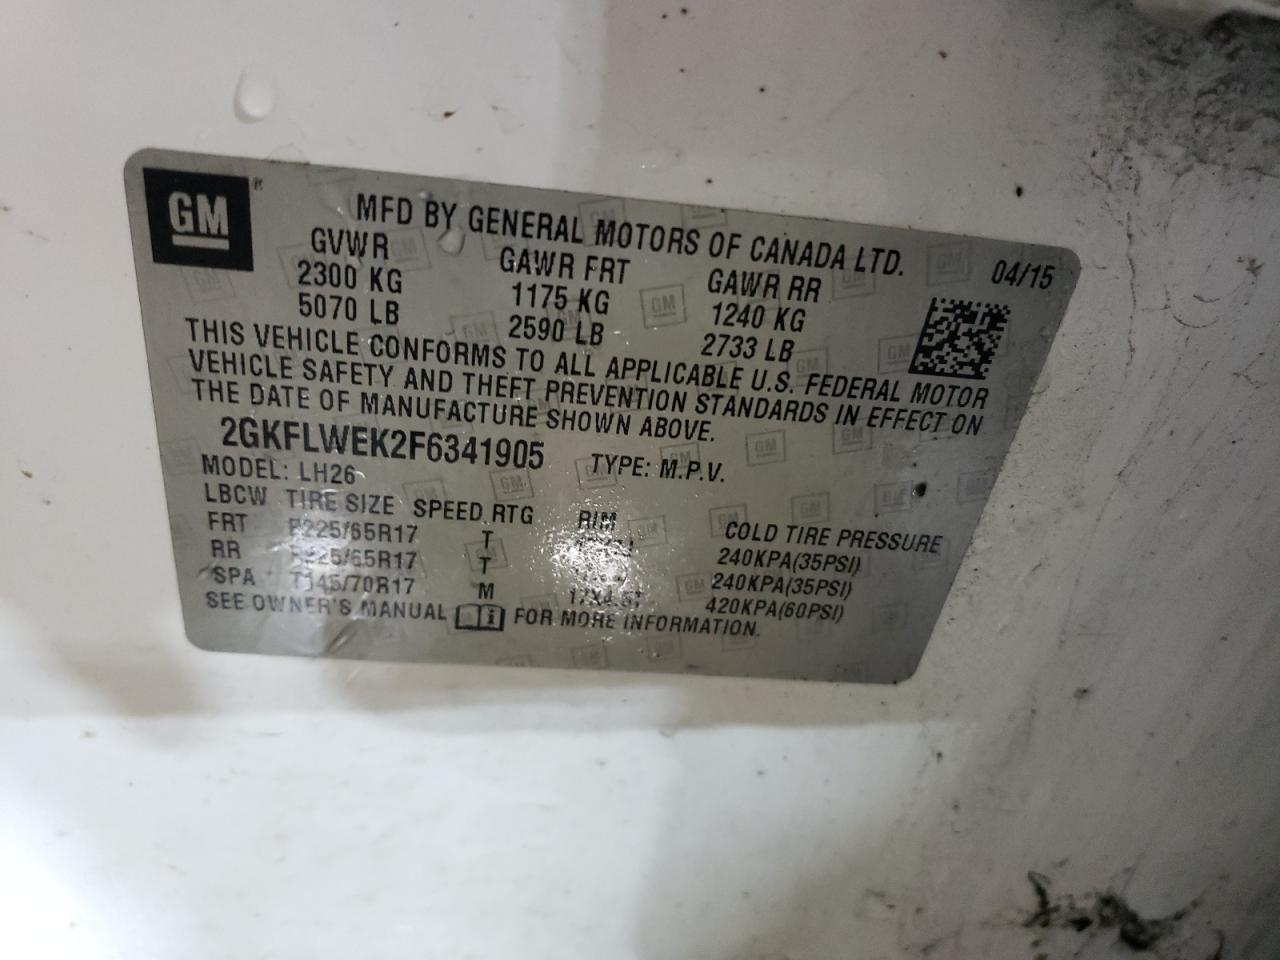 GM
MFD BY GENERAL MOTORS OF CANADA LTD.
04/15
GVWR GAWR FRT GAWR RR
2300 KG 1175 KG 1240 KG
5070 LB 2590 LB 2733 LB
THIS VEHICLE CONFORMS TO ALL APPLICABLE U.S. FEDERAL MOTOR
VEHICLE SAFETY AND THEFT PREVENTION STANDARDS IN EFFECT ON
THE DATE OF MANUFACTURE SHOWN ABOVE.
2GKFLWEK2F6341905 TYPE: M.P.V.
MODEL: LH26
LBCW TIRE SIZE SPEED RTG RIM COLD TIRE PRESSURE
FRT P225/65R17 T 240KPA(35PSI)
RR P225/65R17 T 240KPA(35PSI)
SPA T145/70R17 M 420KPA(60PSI)
SEE OWNER'S MANUAL FOR MORE INFORMATION.